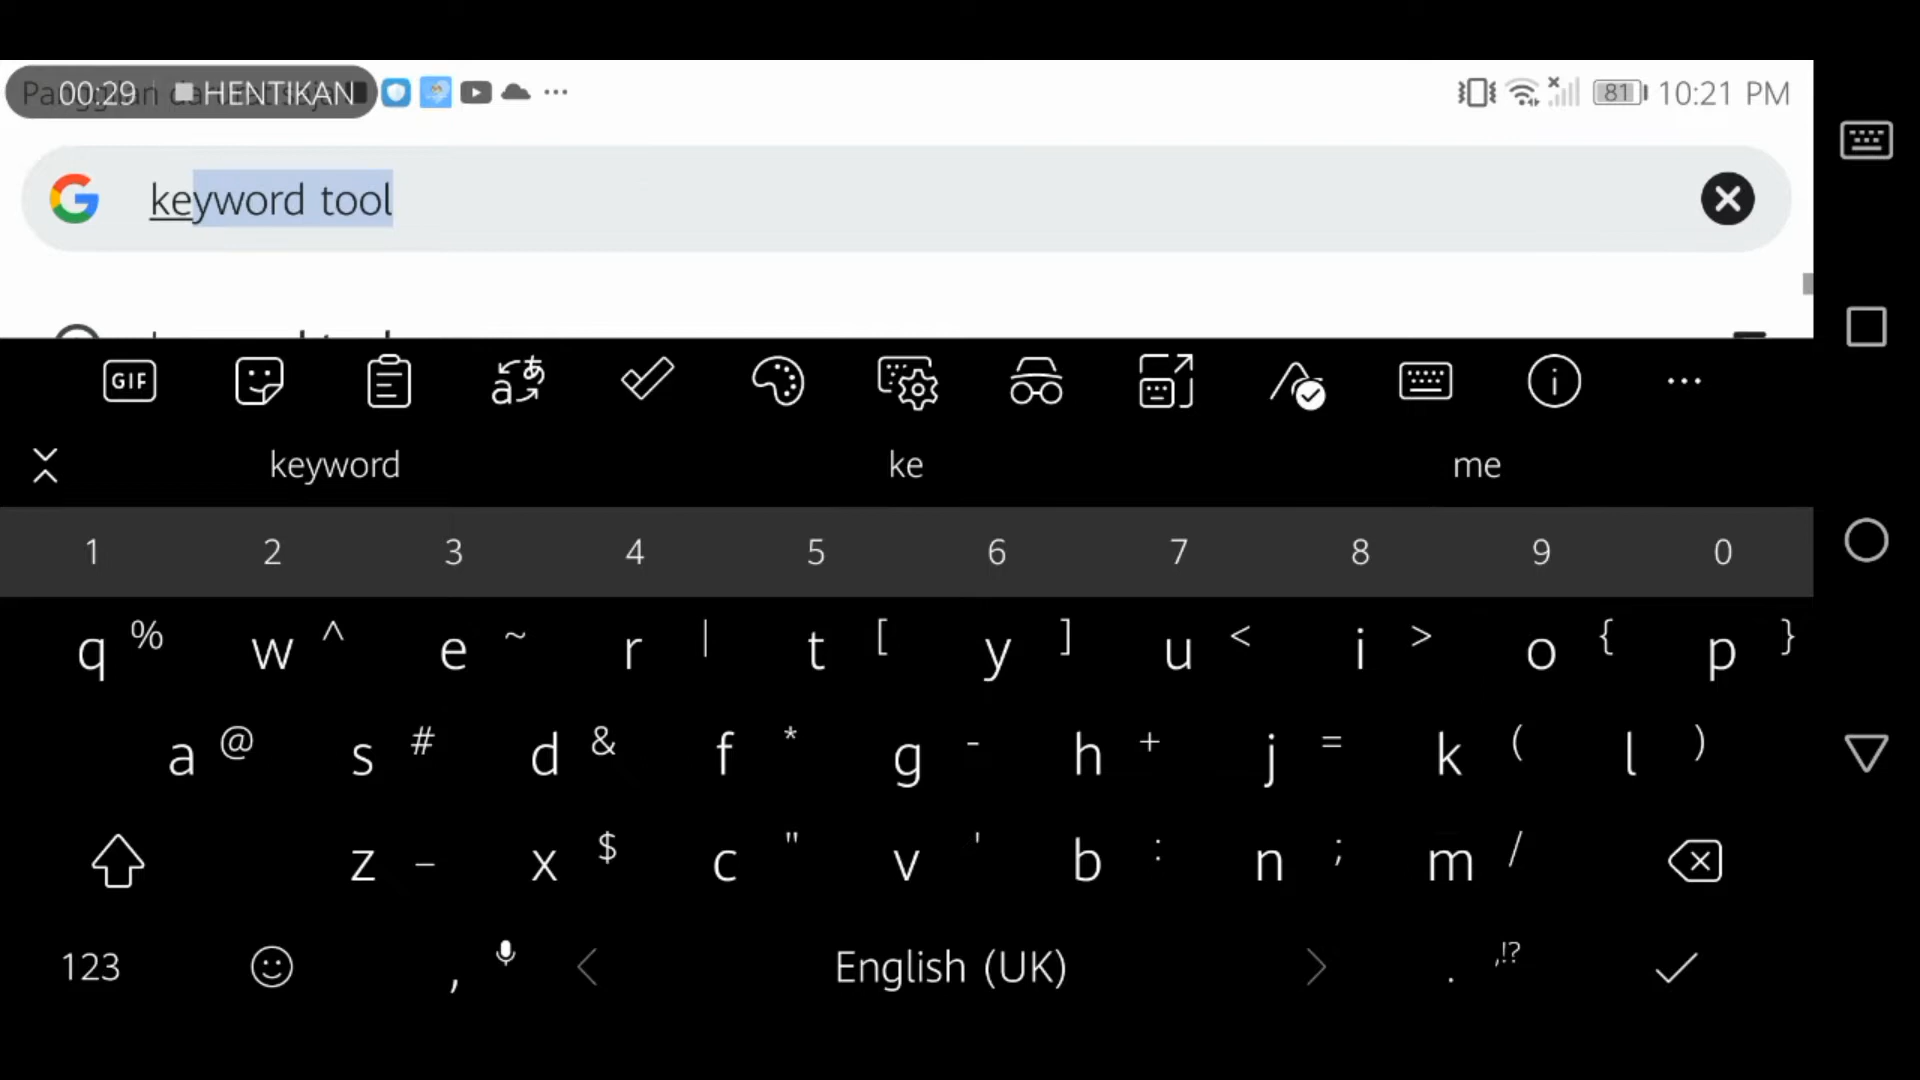 00:29 HENTIKAN 81 10:21 PM
keyword tool
GIF
keyword ke me
1 2 3 4 5 6 7 8 9 0
q % w ^ e ~ r | t [ y ] u < i > o { p }
a @ s # d & f * g - h + j = k ( l )
z _ x $ c " v ' b : n ; m /
123 , < English (UK) > . ,!?